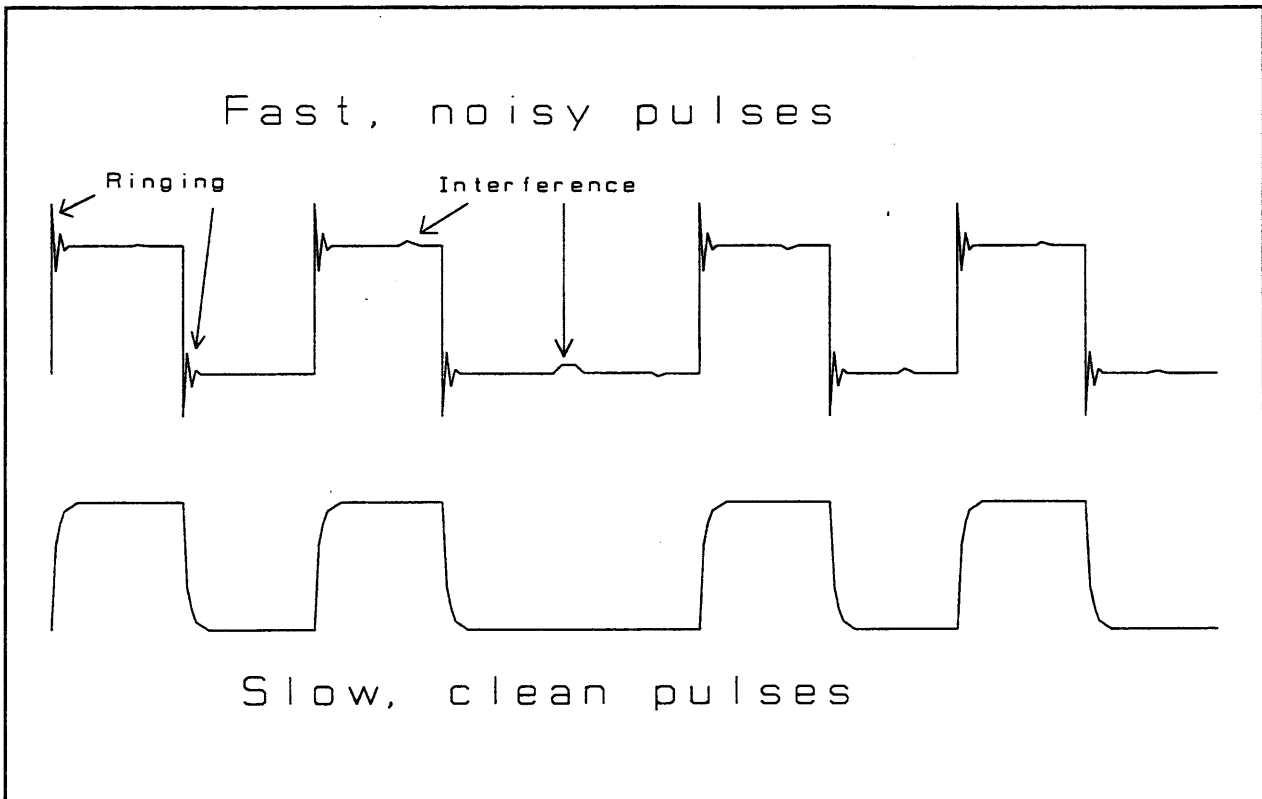 Fast, noisy pulses
Ringing
Interference
Slow, clean pulses